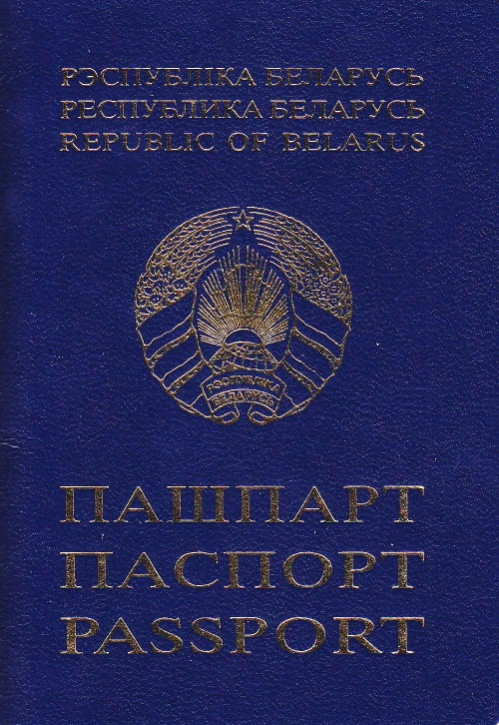 РЭСПУБЛІКА БЕЛАРУСЬ
РЕСПУБЛИКА БЕЛАРУСЬ
REPUBLIC OF BELARUS
РЭСПУБЛІКА
БЕЛАРУСЬ
ПАШПАРТ
ПАСПОРТ
PASSPORT